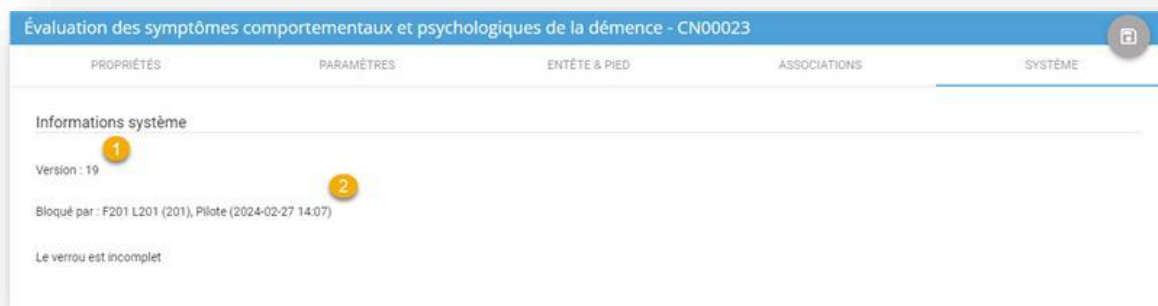 Évaluation des symptômes comportementaux et psychologiques de la démence - CN00023
PROPRIÉTÉS PARAMÈTRES ENTÊTE & PIED ASSOCIATIONS SYSTÈME
Informations système
1
Version : 19
2
Bloqué par : F201 L201 (201), Pilote (2024-02-27 14:07)
Le verrou est incomplet